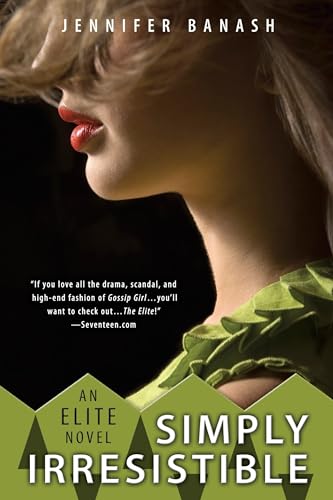 JENNIFER BANASH
"If you love all the drama, scandal, and
high-end fashion of Gossip Girl...you'll
want to check out...The Elite!"
—Seventeen.com
AN
ELITE
NOVEL
SIMPLY
IRRESISTIBLE